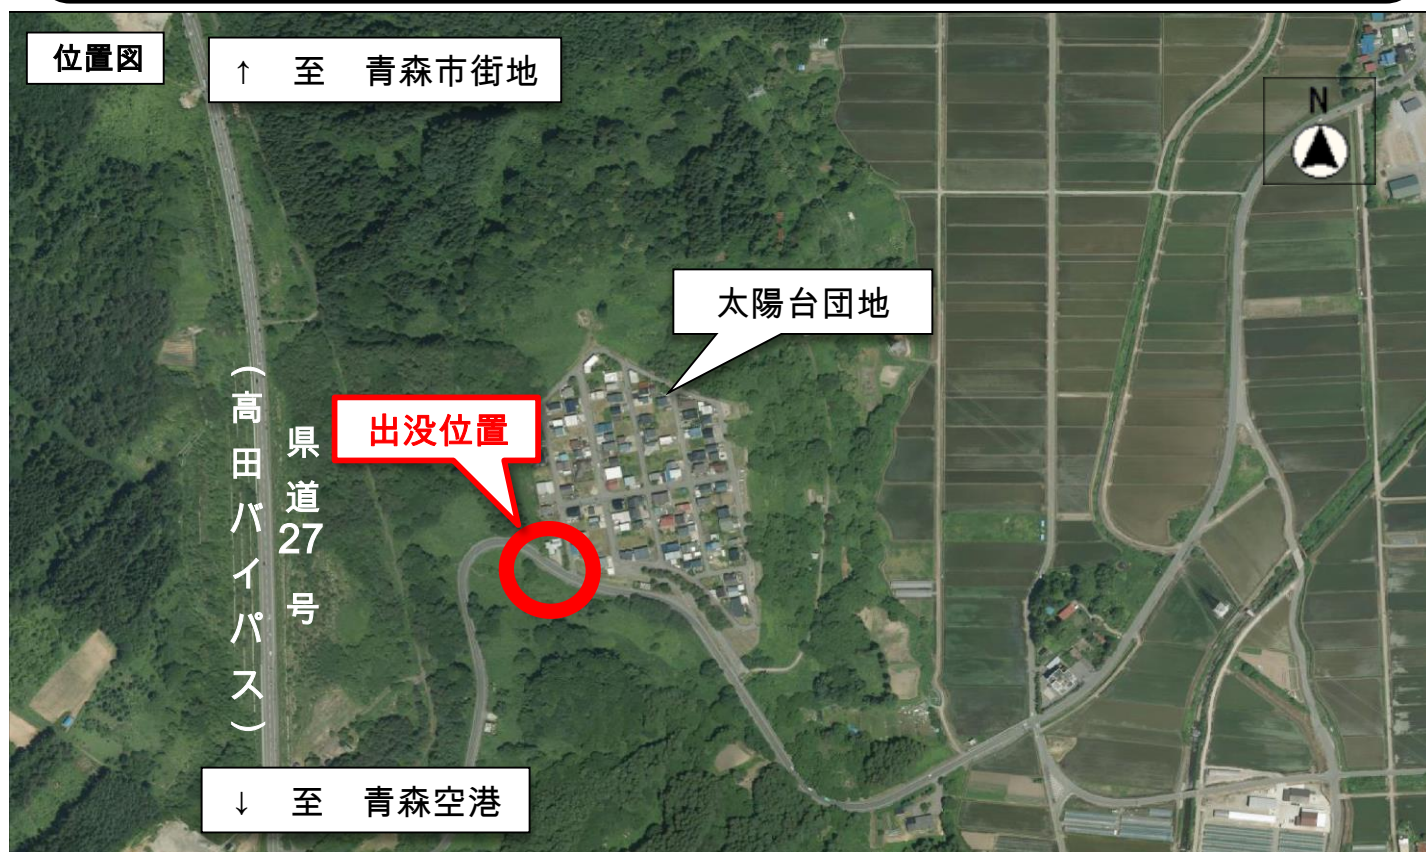 位置図
↑　至　青森市街地
N
太陽台団地
出没位置
県道27号
（高田バイパス）
↓　至　青森空港